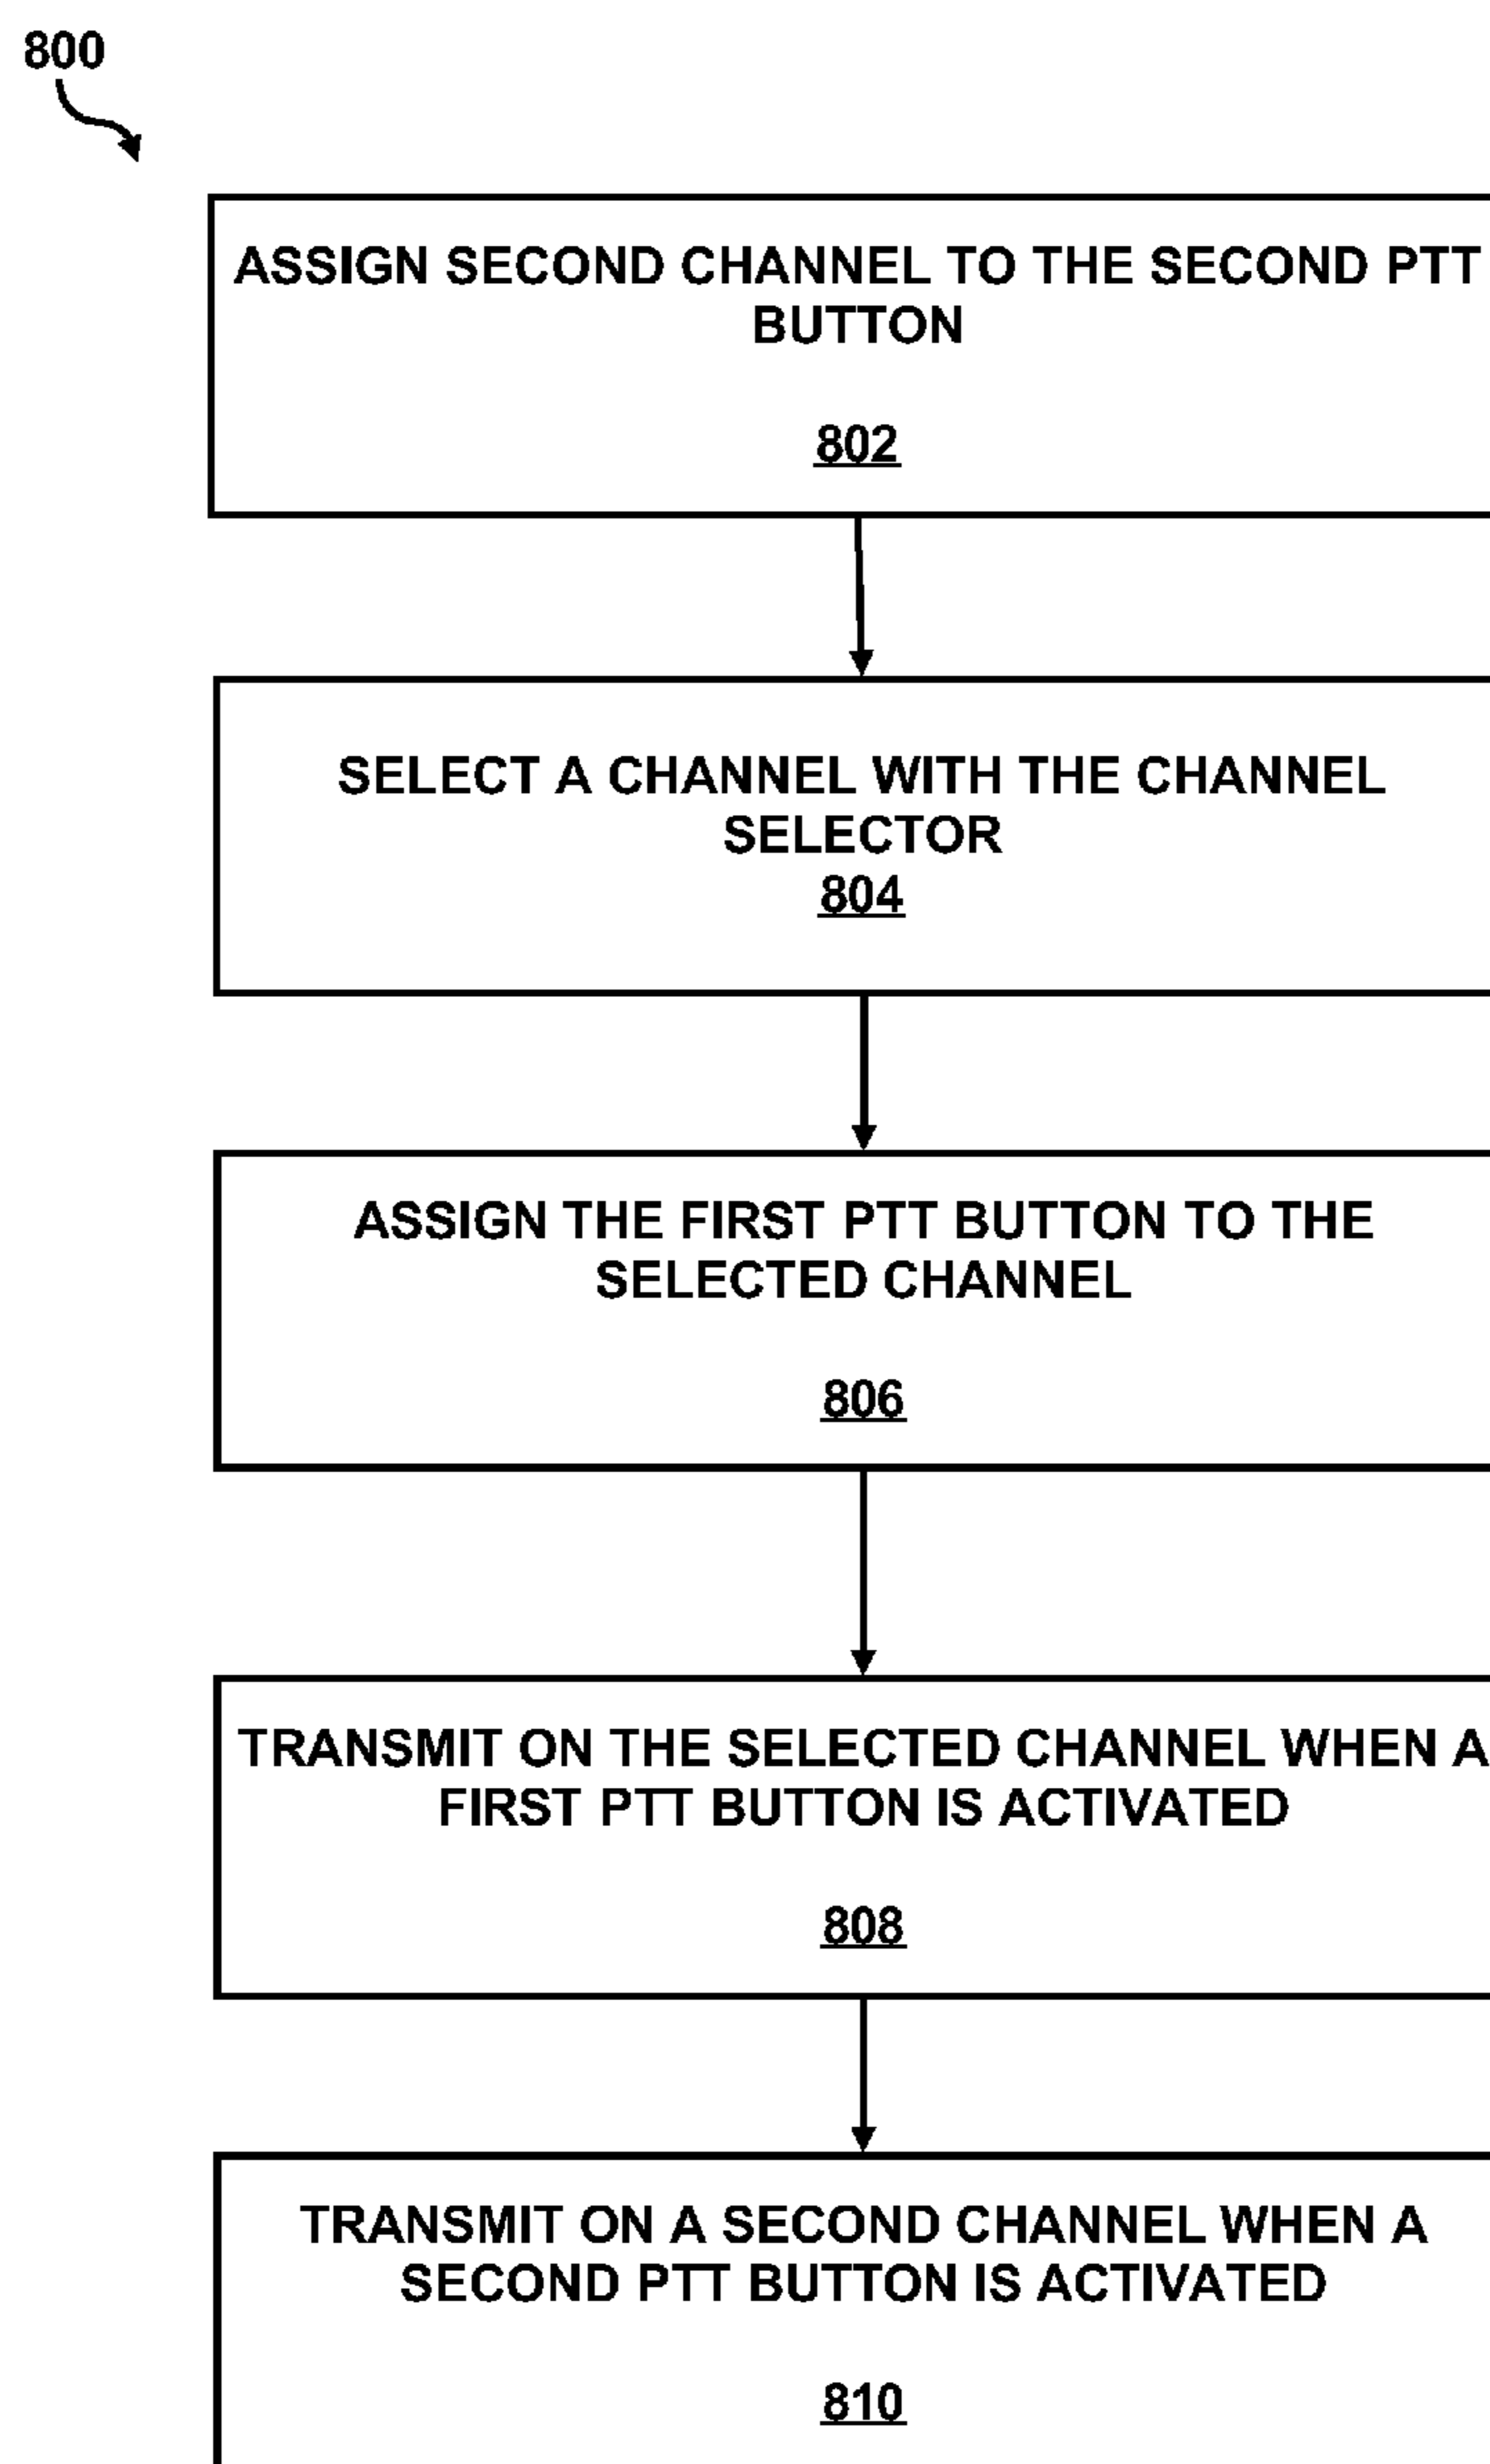 800
ASSIGN SECOND CHANNEL TO THE SECOND PTT
BUTTON
802
SELECT A CHANNEL WITH THE CHANNEL
SELECTOR
804
ASSIGN THE FIRST PTT BUTTON TO THE
SELECTED CHANNEL
806
TRANSMIT ON THE SELECTED CHANNEL WHEN A
FIRST PTT BUTTON IS ACTIVATED
808
TRANSMIT ON A SECOND CHANNEL WHEN A
SECOND PTT BUTTON IS ACTIVATED
810